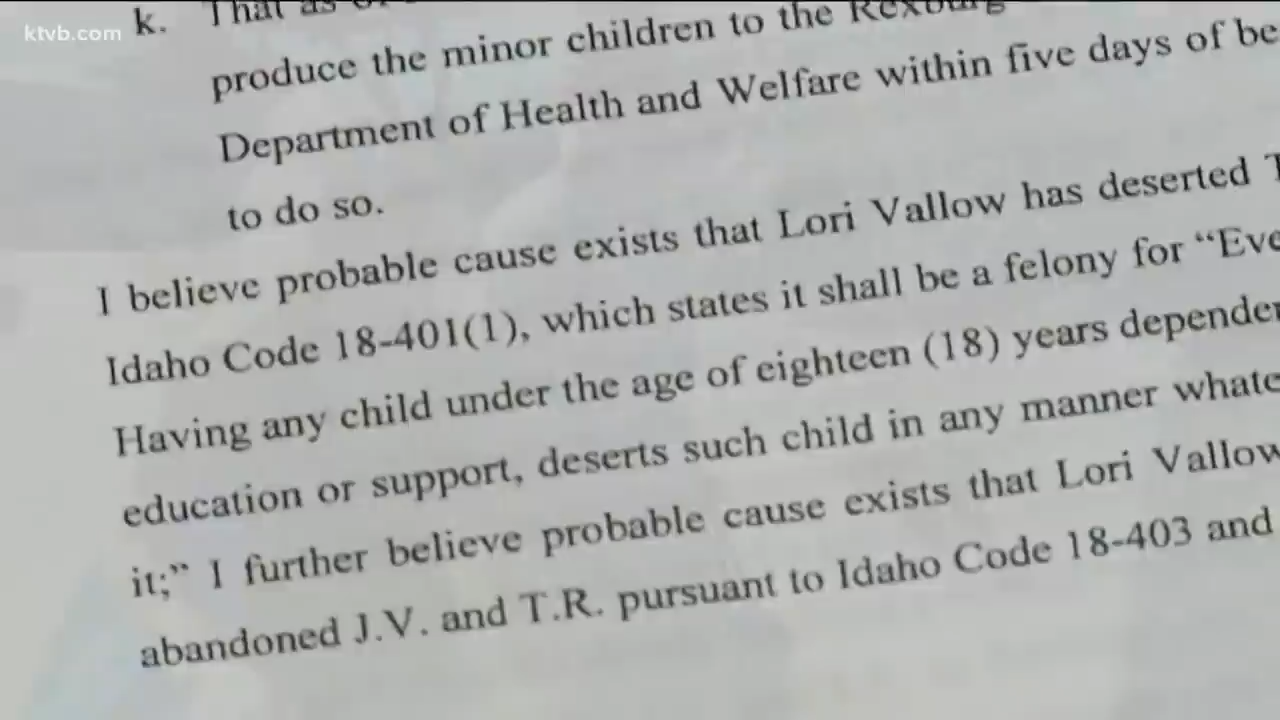 ktvb.com
k. That as
produce the minor children to the Rexburg
Department of Health and Welfare within five days of be
to do so.
I believe probable cause exists that Lori Vallow has deserted T
Idaho Code 18-401(1), which states it shall be a felony for “Eve
Having any child under the age of eighteen (18) years depende
education or support, deserts such child in any manner whate
it;” I further believe probable cause exists that Lori Vallow
abandoned J.V. and T.R. pursuant to Idaho Code 18-403 and